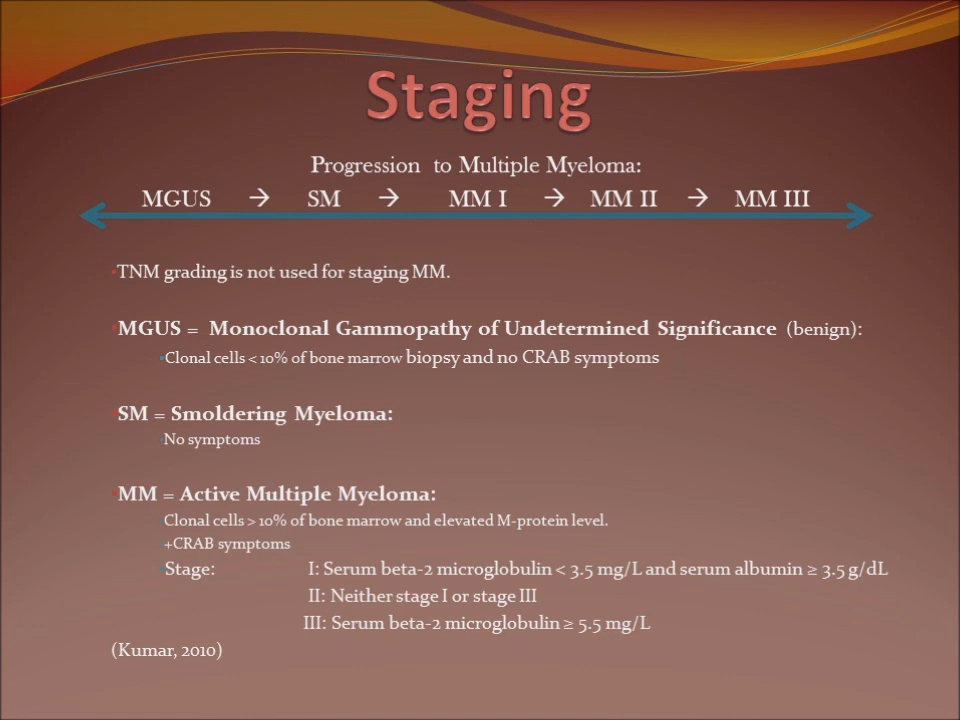 Staging
Progression to Multiple Myeloma:
MGUS → SM → MM I → MM II → MM III
•TNM grading is not used for staging MM.
•MGUS = Monoclonal Gammopathy of Undetermined Significance (benign):
•Clonal cells < 10% of bone marrow biopsy and no CRAB symptoms
•SM = Smoldering Myeloma:
•No symptoms
•MM = Active Multiple Myeloma:
•Clonal cells > 10% of bone marrow and elevated M-protein level.
•+CRAB symptoms
•Stage: I: Serum beta-2 microglobulin < 3.5 mg/L and serum albumin ≥ 3.5 g/dL
II: Neither stage I or stage III
III: Serum beta-2 microglobulin ≥ 5.5 mg/L
(Kumar, 2010)